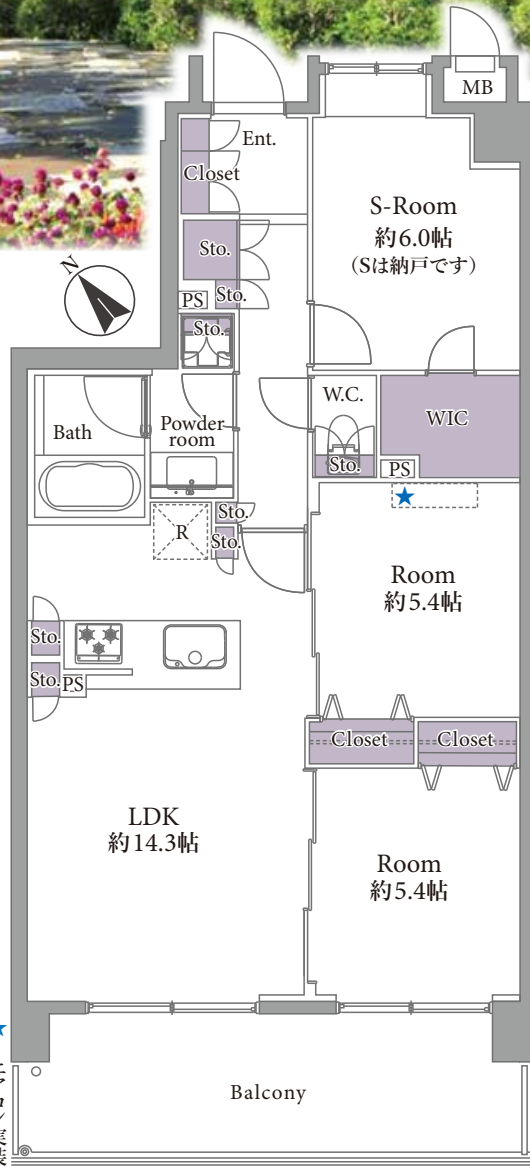 MB
Ent.
Closet
S-Room
約6.0帖
（Sは納戸です）
Sto.
N
PS
Sto.
Sto.
W.C.
WIC
Bath
Powder
room
Sto.
PS
★
R
Sto.
Sto.
Room
約5.4帖
Sto.
Sto.
PS
Closet
Closet
LDK
約14.3帖
Room
約5.4帖
Balcony